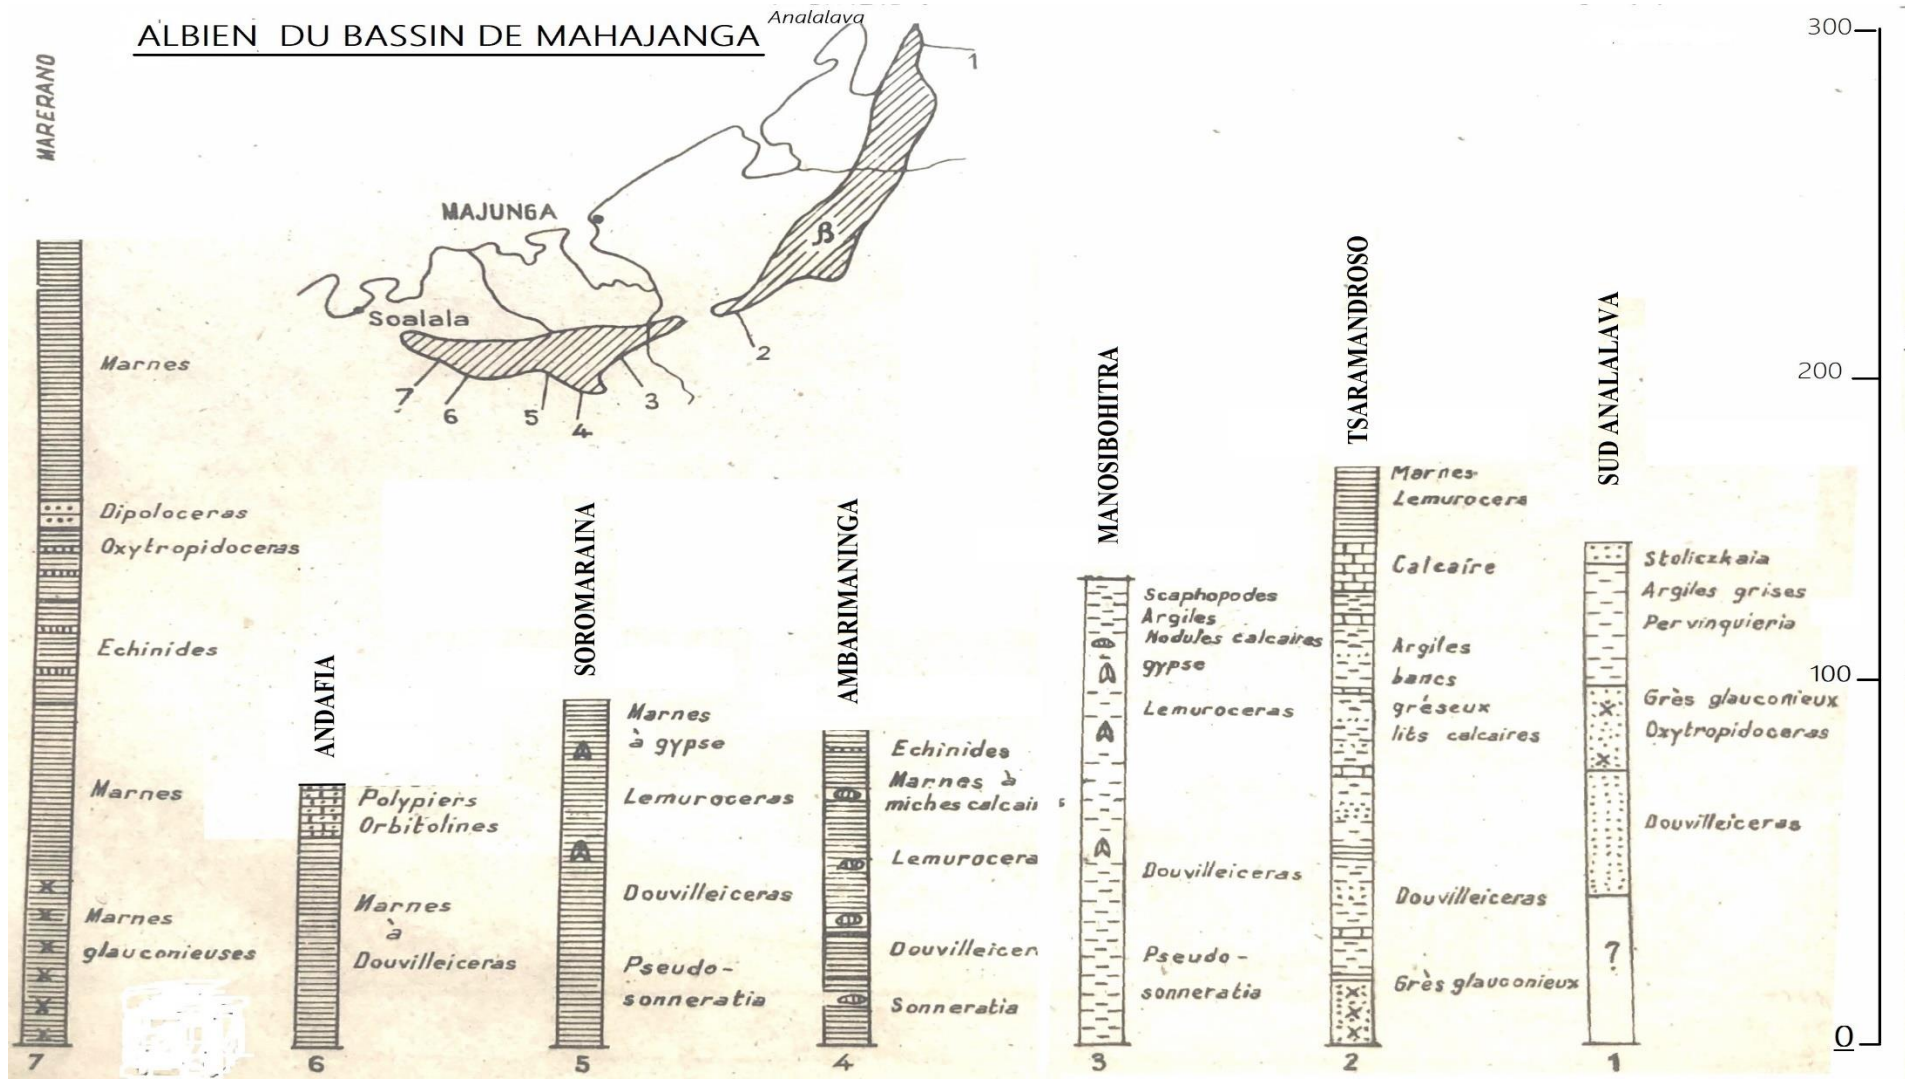 ALBIEN DU BASSIN DE MAHAJANGA
Analalava
1
MAJUNGA
β
Soalala
2
3
4
5
6
7
MARERANO
Marnes
Dipoloceras
Oxytropidoceras
Echinides
Marnes
Marnes
glauconieuses
7
ANDAFIA
Polypiers
Orbitolines
Marnes
à
Douvilleiceras
6
SOROMARAINA
Marnes
à gypse
Lemuroceras
Douvilleiceras
Pseudo-
sonneratia
5
AMBARIMANINGA
Echinides
Marnes à
miches calcair s
Lemurocera
Douvilleicer
Sonneratia
4
MANOSIBOHITRA
Scaphopodes
Argiles
Nodules calcaires
gypse
Lemuroceras
Douvilleiceras
Pseudo-
sonneratia
3
TSARAMANDROSO
Marnes
Lemurocera
Calcaire
Argiles
bancs
gréseux
lits calcaires
Douvilleiceras
Grès glauconieux
2
SUD ANALALAVA
Stoliczkaia
Argiles grises
Pervinquieria
Grès glauconieux
Oxytropidoceras
Douvilleiceras
?
1
300
200
100
0